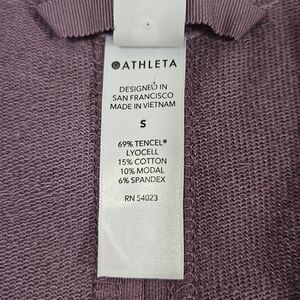 ATHLETA
DESIGNED IN
SAN FRANCISCO
MADE IN VIETNAM
S
69% TENCEL®
LYOCELL
15% COTTON
10% MODAL
6% SPANDEX
RN 54023